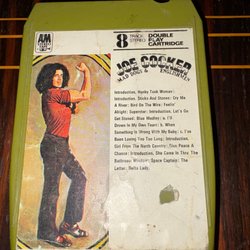 A&M
8 TRACK STEREO DOUBLE PLAY CARTRIDGE
JOE COCKER
MAD DOGS & ENGLISHMEN
Introduction, Honky Tonk Women;
Introduction, Sticks And Stones; Cry Me
A River; Bird On The Wire; Feelin'
Alright; Superstar; Introduction, Let's Go
Get Stoned; Blue Medley: a. I'll
Drown In My Own Tears; b. When
Something Is Wrong With My Baby; c. I've
Been Loving You Too Long; Introduction,
Girl From The North Country; Give Peace A
Chance; Introduction, She Came In Thru The
Bathroom Window; Space Captain; The
Letter; Delta Lady.